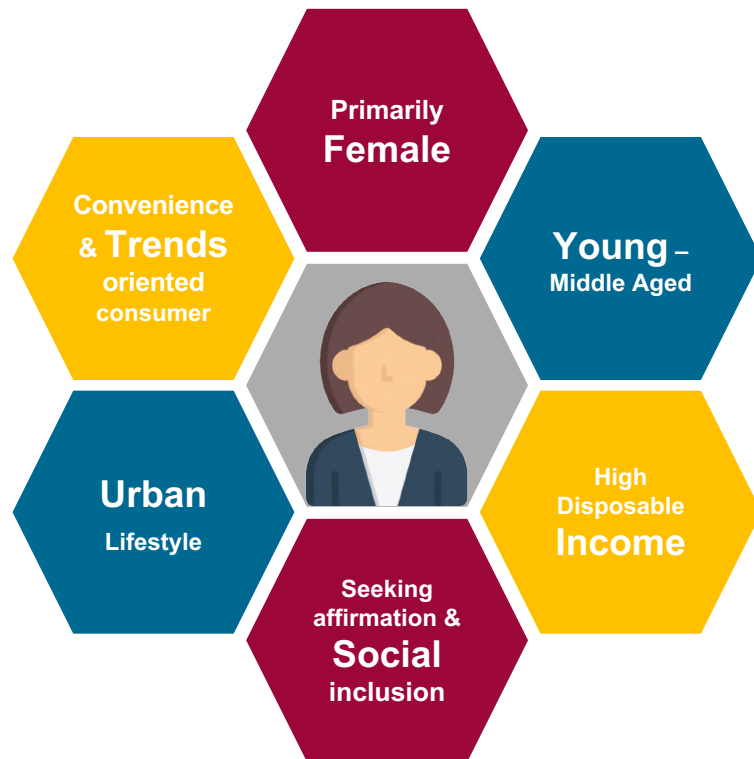 Primarily
Female
Young –
Middle Aged
High
Disposable
Income
Seeking
affirmation &
Social
inclusion
Urban
Lifestyle
Convenience
& Trends
oriented
consumer